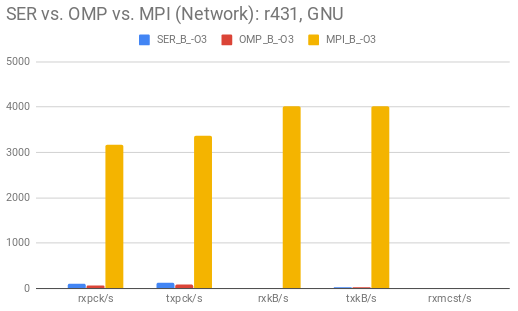 SER vs. OMP vs. MPI (Network): r431, GNU
SER_B_-O3 OMP_B_-O3 MPI_B_-O3
5000
4000
3000
2000
1000
0
rxpck/s txpck/s rxkB/s txkB/s rxmcst/s